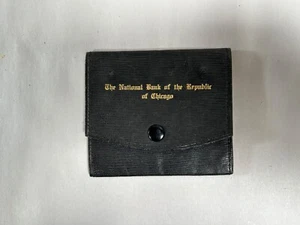 The National Bank of the Republic
of Chicago